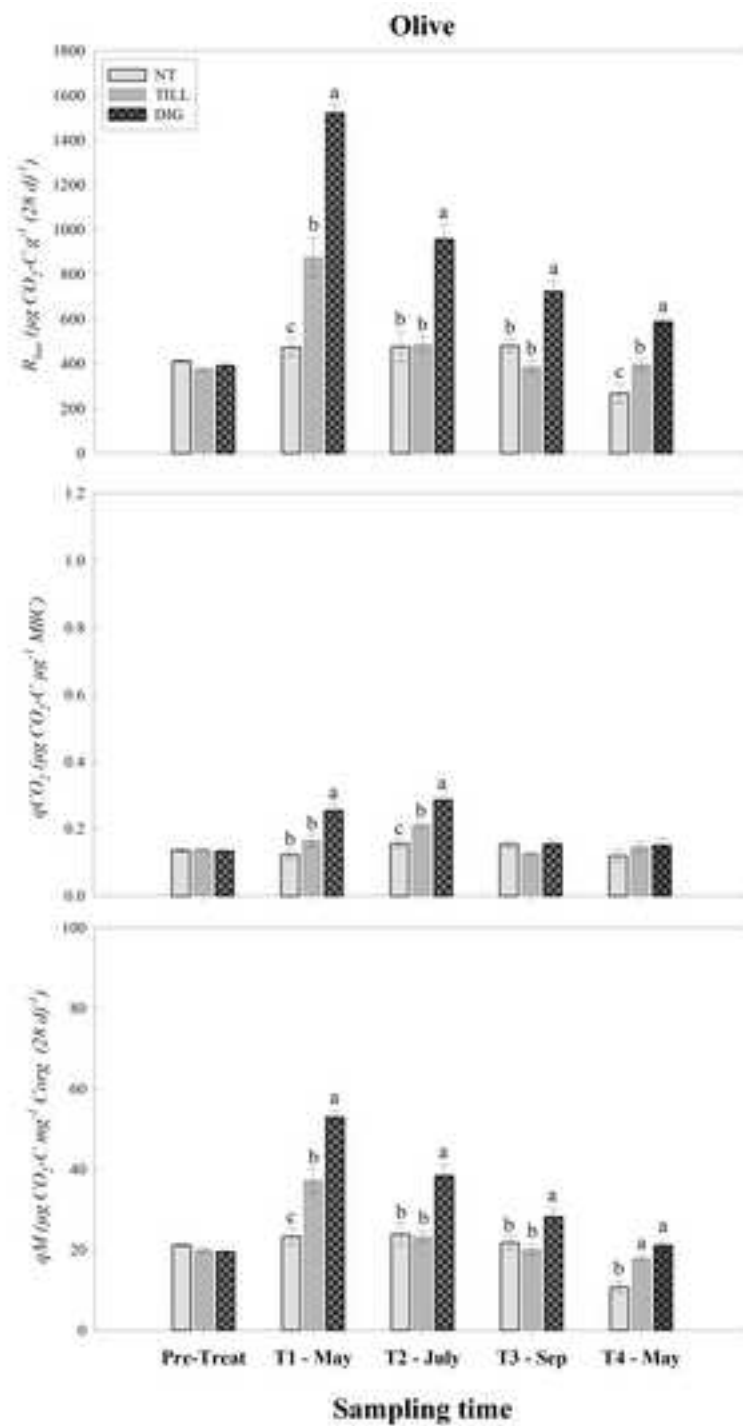 Olive
1800
1600
1400
1200
1000
800
600
400
200
0
NT
TILL
DIG
a
b
c
b
b
a
b
b
a
c
b
a
(µg CO2-C g-1 (28 d)-1)
1.2
1.0
0.8
0.6
0.4
0.2
0.0
b
b
a
c
b
a
qCO2 (µg CO2-C µg-1 MBC)
100
80
60
40
20
0
c
b
a
b
b
a
b
b
a
b
a
a
qM (µg CO2-C mg-1 Corg (28 d)-1)
Pre-Treat T1 - May T2 - July T3 - Sep T4 - May
Sampling time